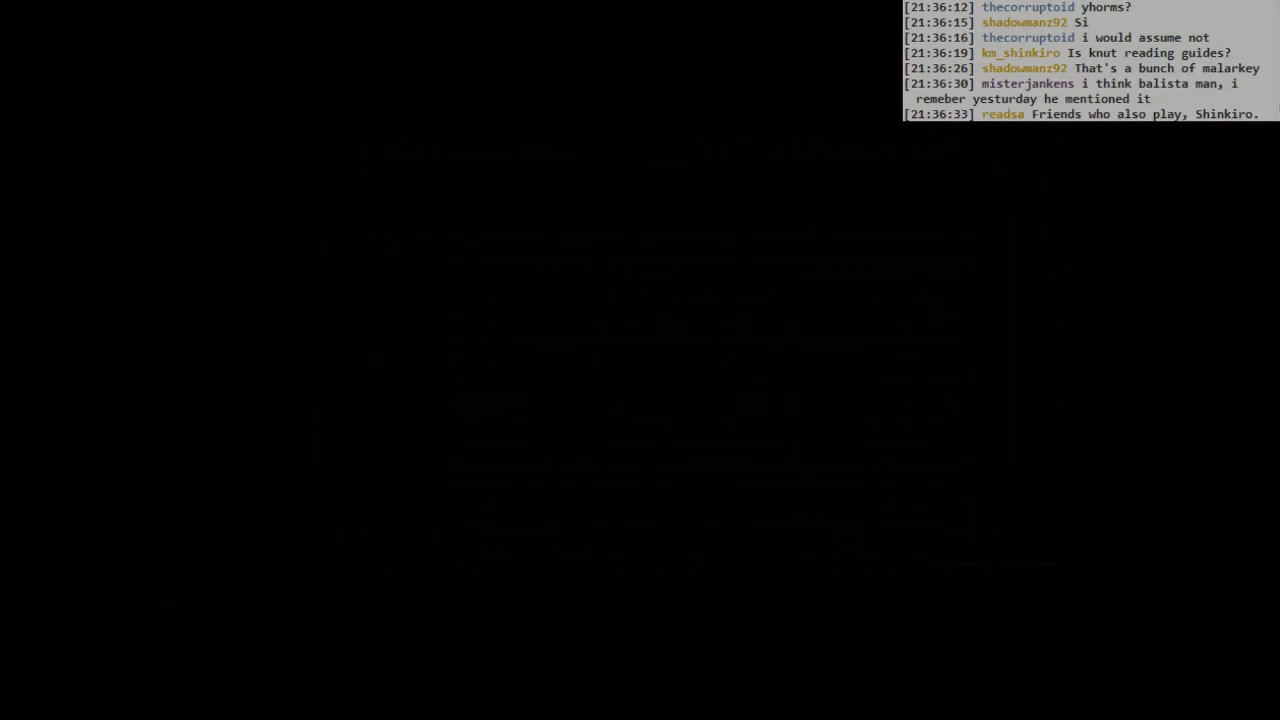 [21:36:12] thecorruptoid yhorms?
[21:36:15] shadowmanz92 Si
[21:36:16] thecorruptoid i would assume not
[21:36:19] km_shinkiro Is knut reading guides?
[21:36:26] shadowmanz92 That's a bunch of malarkey
[21:36:30] misterjankens i think balista man, i
remeber yesturday he mentioned it
[21:36:33] readsa Friends who also play, Shinkiro.